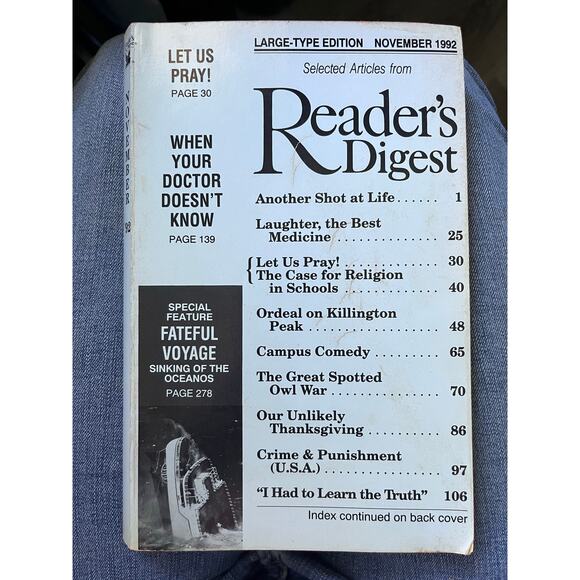 LET US
PRAY!
PAGE 30
WHEN
YOUR
DOCTOR
DOESN'T
KNOW
PAGE 139
SPECIAL
FEATURE
FATEFUL
VOYAGE
SINKING OF THE
OCEANOS
PAGE 278
NOVEMBER 92
LARGE-TYPE EDITION NOVEMBER 1992
Selected Articles from
Reader's
Digest
Another Shot at Life...... 1
Laughter, the Best
Medicine .............. 25
Let Us Pray! ............. 30
The Case for Religion
in Schools .............. 40
Ordeal on Killington
Peak ................... 48
Campus Comedy ......... 65
The Great Spotted
Owl War ............... 70
Our Unlikely
Thanksgiving .......... 86
Crime & Punishment
(U.S.A.) ................ 97
“I Had to Learn the Truth” 106
Index continued on back cover